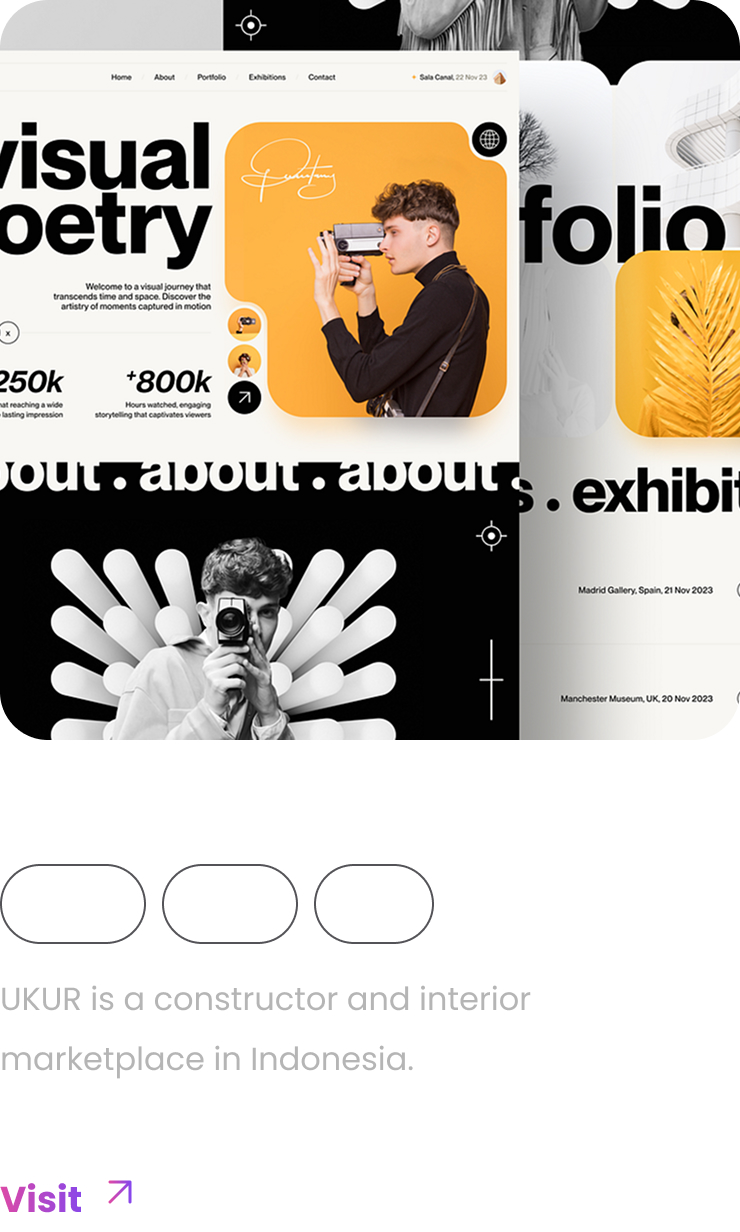 Home About Portfolio Exhibitions Contact
Sala Canal, 22 Nov 23
visual
oetry
folio
Welcome to a visual journey that
transcends time and space. Discover the
artistry of moments captured in motion
x
250k
+800k
hat reaching a wide
lasting impression
Hours watched, engaging
storytelling that captivates viewers
bout . about . about .
s . exhibit
Madrid Gallery, Spain, 21 Nov 2023
Manchester Museum, UK, 20 Nov 2023
UKUR is a constructor and interior
marketplace in Indonesia.
Visit